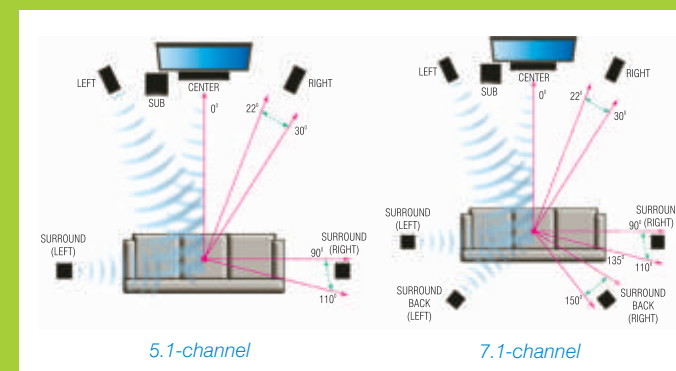 LEFT
SUB
CENTER
RIGHT
0°
22°
30°
SURROUND
(LEFT)
SURROUND
(RIGHT)
90°
110°
5.1-channel
LEFT
SUB
CENTER
RIGHT
0°
22°
30°
SURROUND
(LEFT)
SURROUND
(RIGHT)
90°
110°
135°
150°
SURROUND
BACK
(LEFT)
SURROUND
BACK
(RIGHT)
7.1-channel